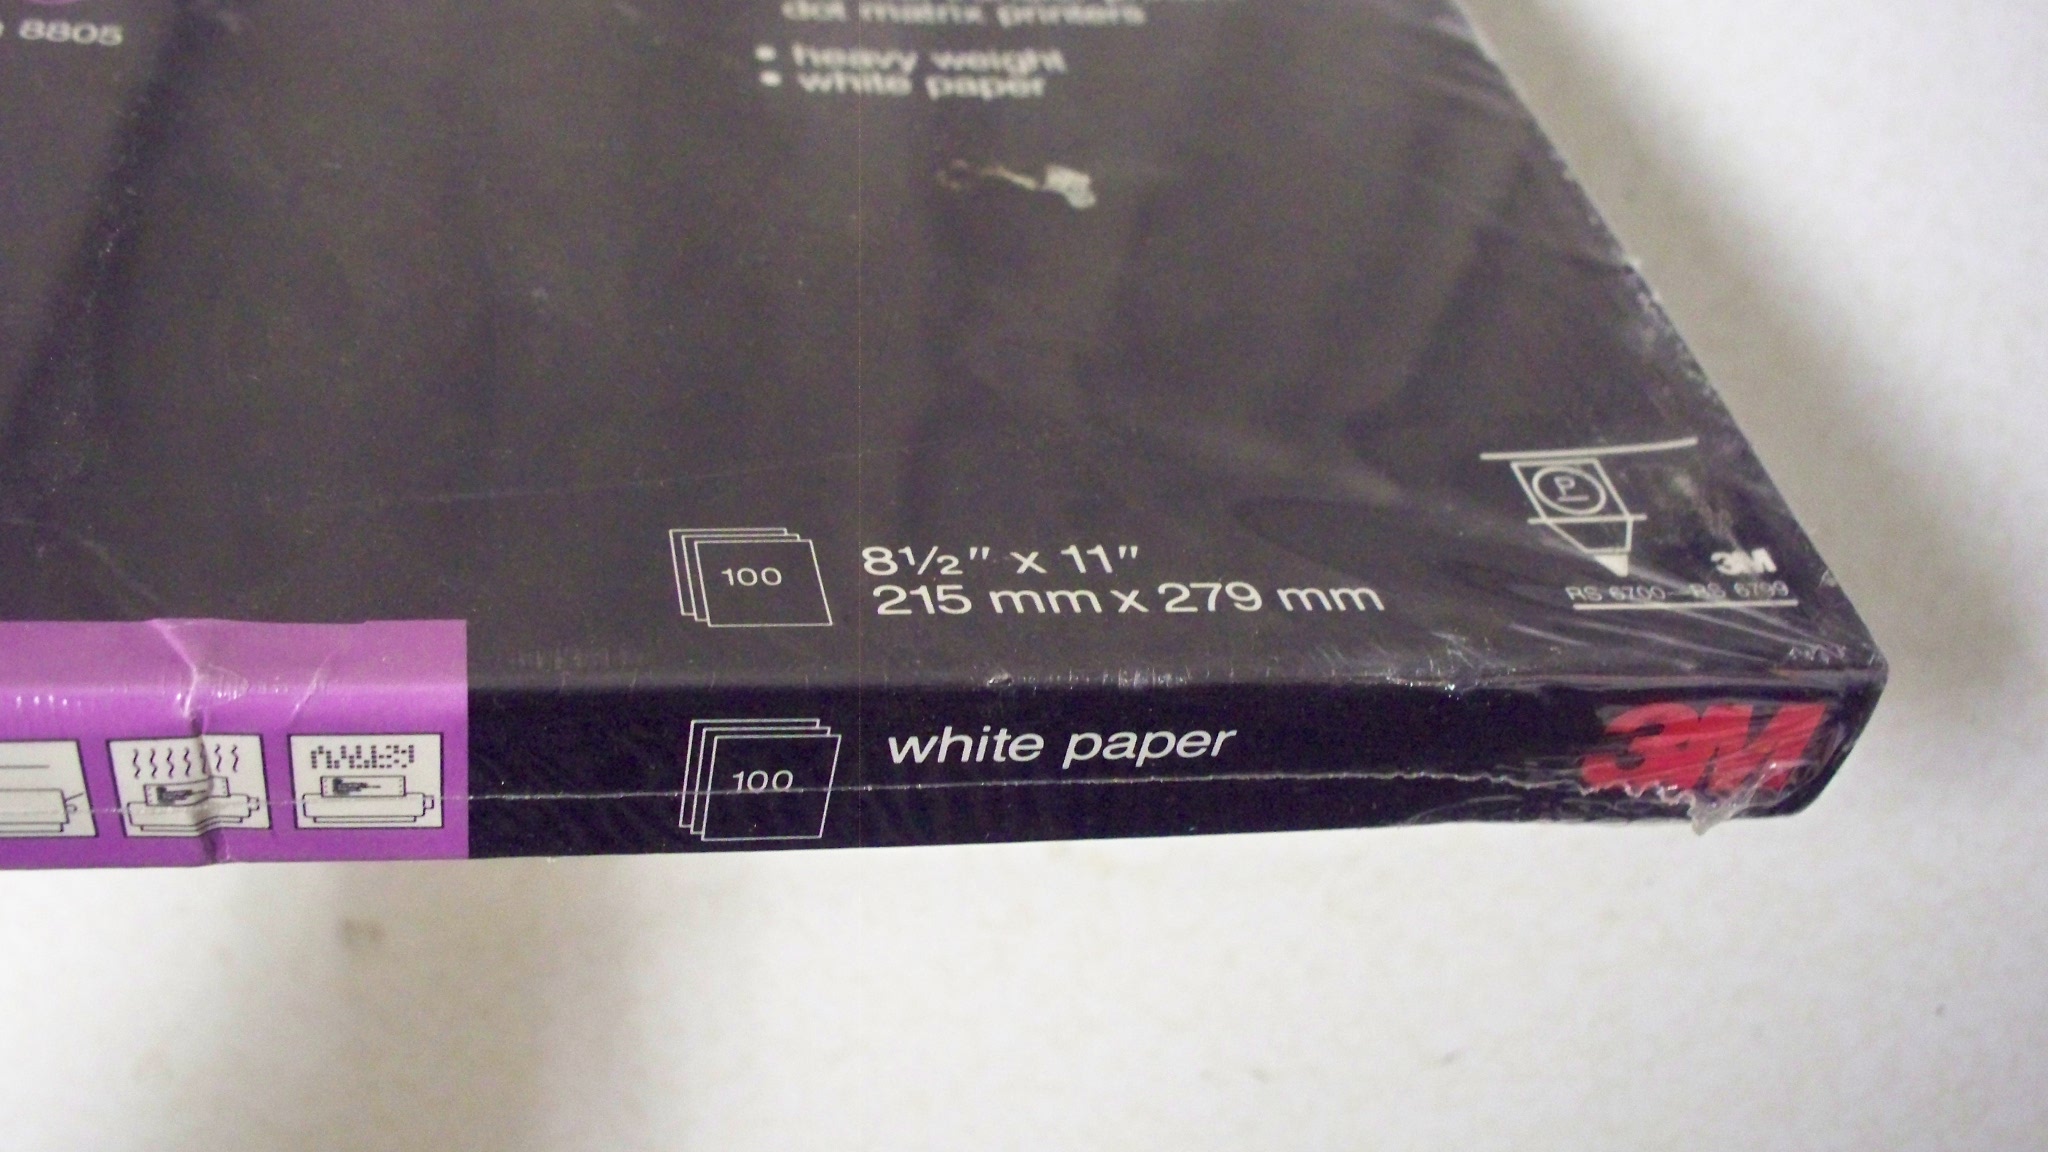 8805
dot matrix printers
• heavy weight
• white paper
P
100
8½" x 11"
215 mm x 279 mm
3M
RS 6700 - RS 6799
100
white paper
3M